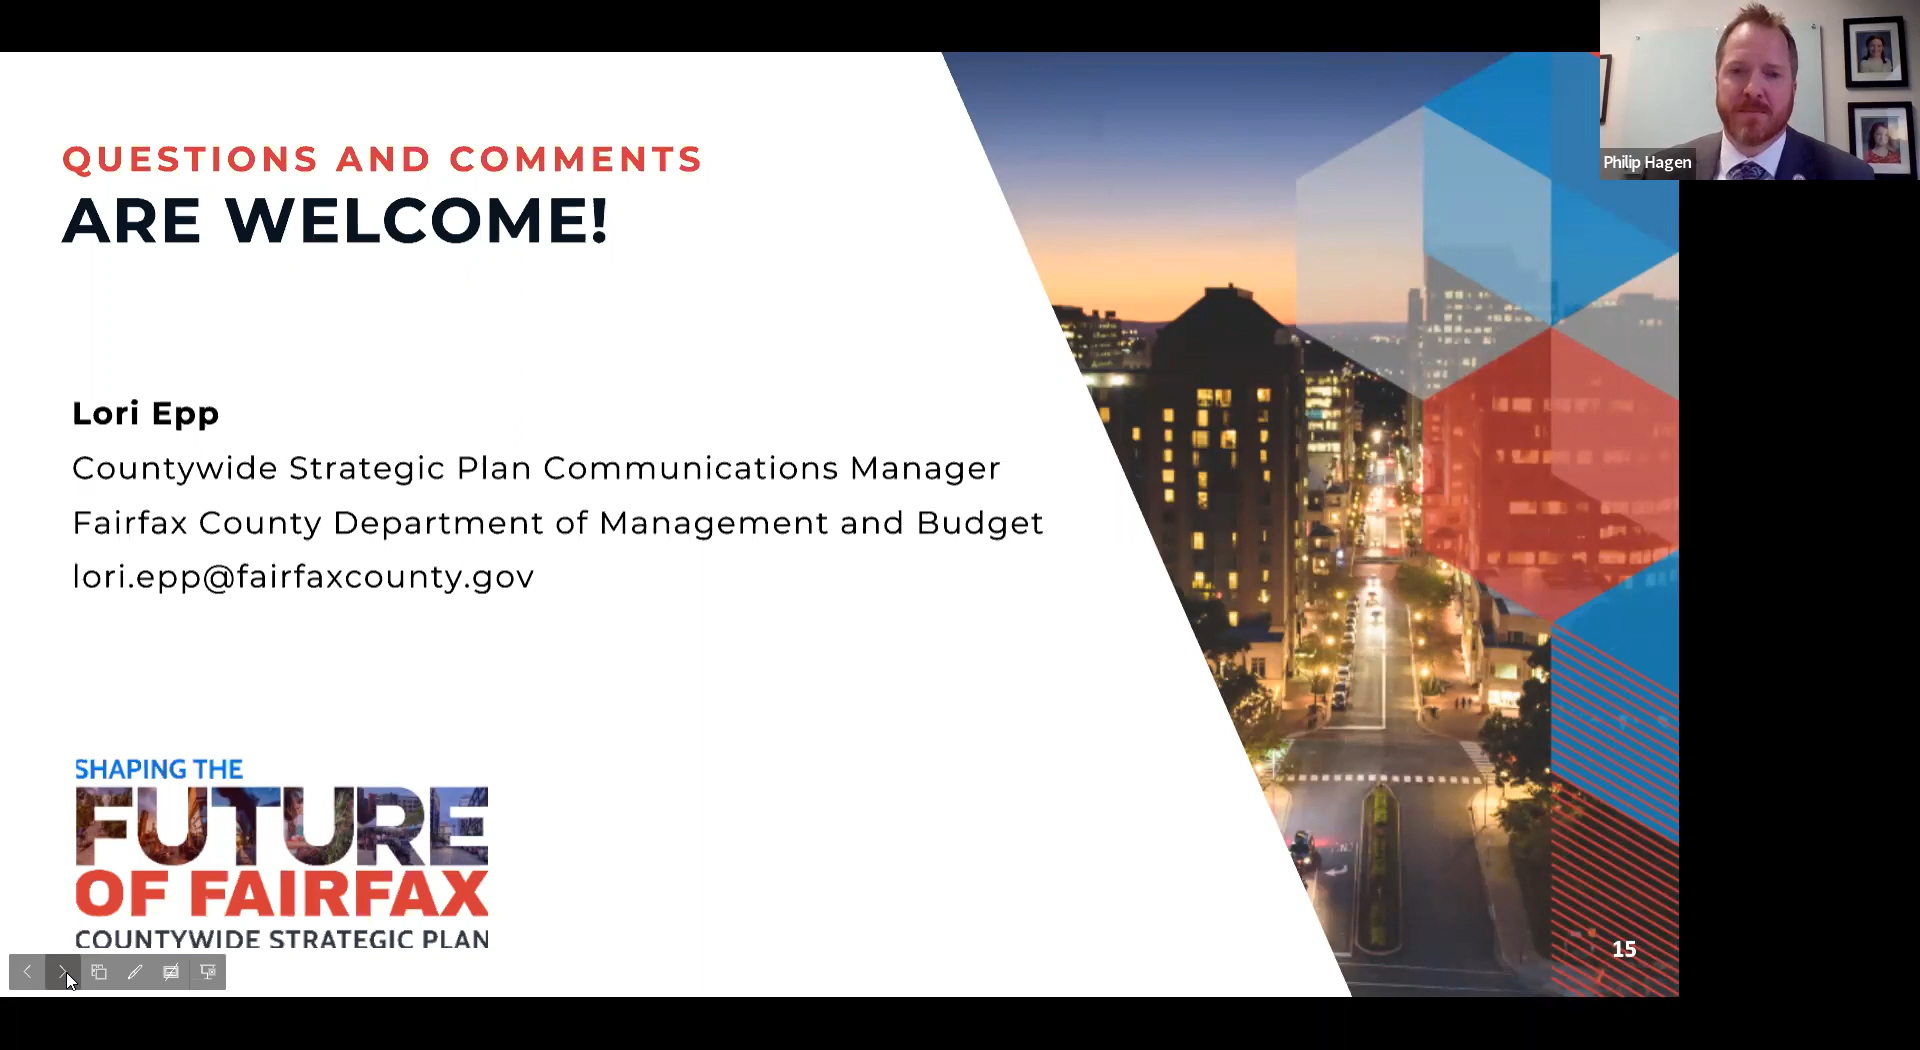 QUESTIONS AND COMMENTS
ARE WELCOME!
Philip Hagen
Lori Epp
Countywide Strategic Plan Communications Manager
Fairfax County Department of Management and Budget
lori.epp@fairfaxcounty.gov
SHAPING THE
FUTURE
OF FAIRFAX
COUNTYWIDE STRATEGIC PLAN
15